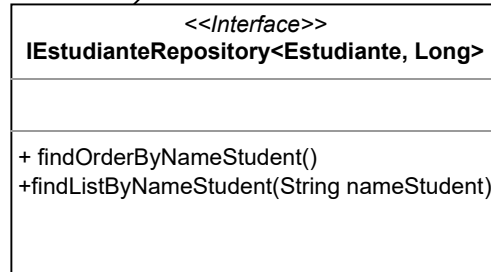 <<Interface>>
IEstudianteRepository<Estudiante, Long>
+ findOrderByNameStudent()
+findListByNameStudent(String nameStudent)